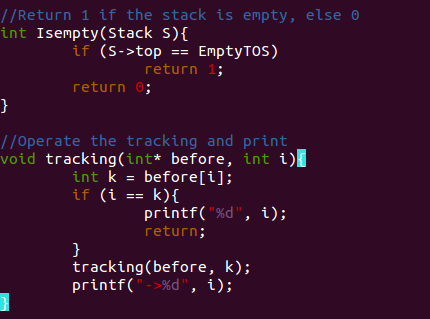 //Return 1 if the stack is empty, else 0
int Isempty(Stack S){
        if (S->top == EmptyTOS)
                return 1;
        return 0;
}

//Operate the tracking and print
void tracking(int* before, int i){
        int k = before[i];
        if (i == k){
                printf("%d", i);
                return;
        }
        tracking(before, k);
        printf("->%d", i);
}